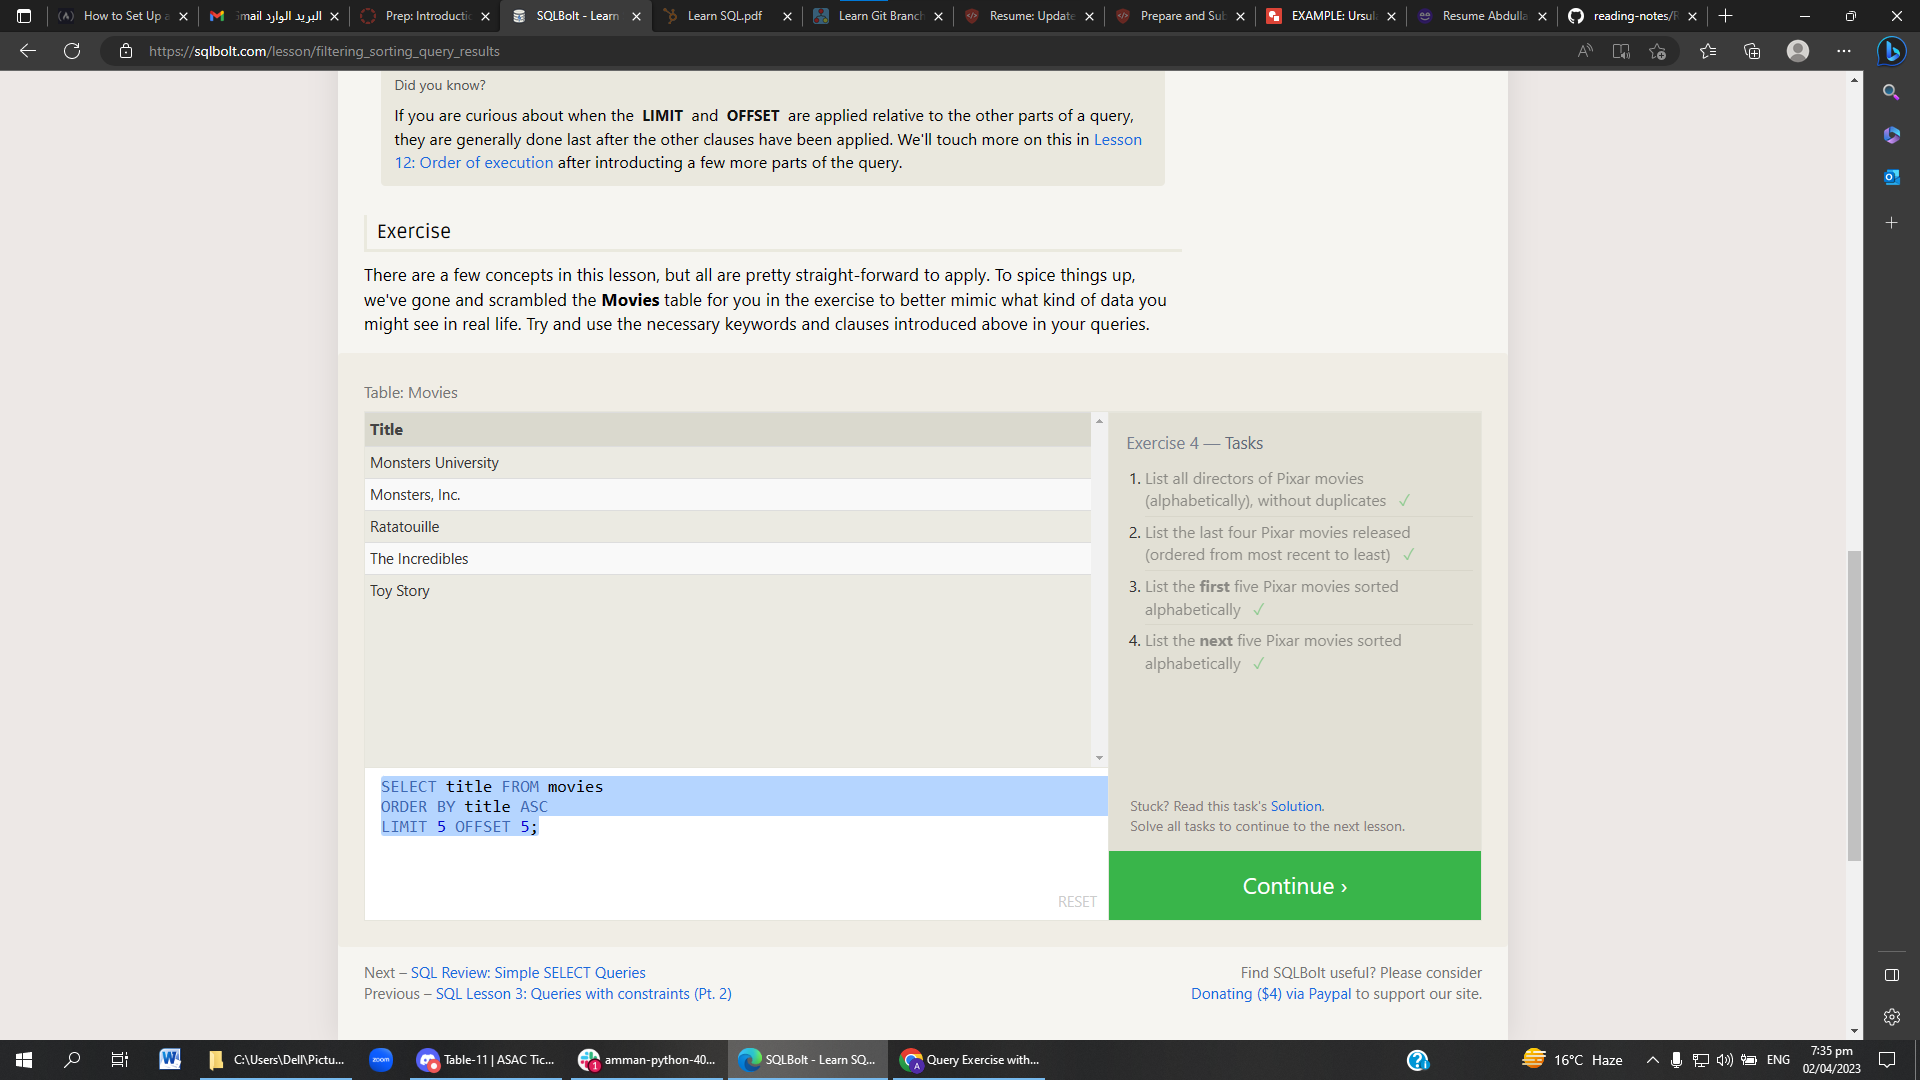 How to Set Up a
Gmail البريد الوارد
Prep: Introductic
SQLBolt - Learn
Learn SQL.pdf
Learn Git Branch
Resume: Update
Prepare and Sub
EXAMPLE: Ursula
Resume Abdulla
reading-notes/R
https://sqlbolt.com/lesson/filtering_sorting_query_results
Did you know?
If you are curious about when the LIMIT and OFFSET are applied relative to the other parts of a query,
they are generally done last after the other clauses have been applied. We'll touch more on this in Lesson
12: Order of execution after introducting a few more parts of the query.
Exercise
There are a few concepts in this lesson, but all are pretty straight-forward to apply. To spice things up,
we've gone and scrambled the Movies table for you in the exercise to better mimic what kind of data you
might see in real life. Try and use the necessary keywords and clauses introduced above in your queries.
Table: Movies
Title
Monsters University
Monsters, Inc.
Ratatouille
The Incredibles
Toy Story
SELECT title FROM movies
ORDER BY title ASC
LIMIT 5 OFFSET 5;
RESET
Exercise 4 — Tasks
1. List all directors of Pixar movies
(alphabetically), without duplicates ✓
2. List the last four Pixar movies released
(ordered from most recent to least) ✓
3. List the first five Pixar movies sorted
alphabetically ✓
4. List the next five Pixar movies sorted
alphabetically ✓
Stuck? Read this task's Solution.
Solve all tasks to continue to the next lesson.
Continue ›
Next – SQL Review: Simple SELECT Queries
Previous – SQL Lesson 3: Queries with constraints (Pt. 2)
Find SQLBolt useful? Please consider
Donating ($4) via Paypal to support our site.
C:\Users\Dell\Pictu...
zoom
Table-11 | ASAC Tic...
amman-python-40...
SQLBolt - Learn SQ...
Query Exercise with...
16°C Haze
ENG
7:35 pm
02/04/2023